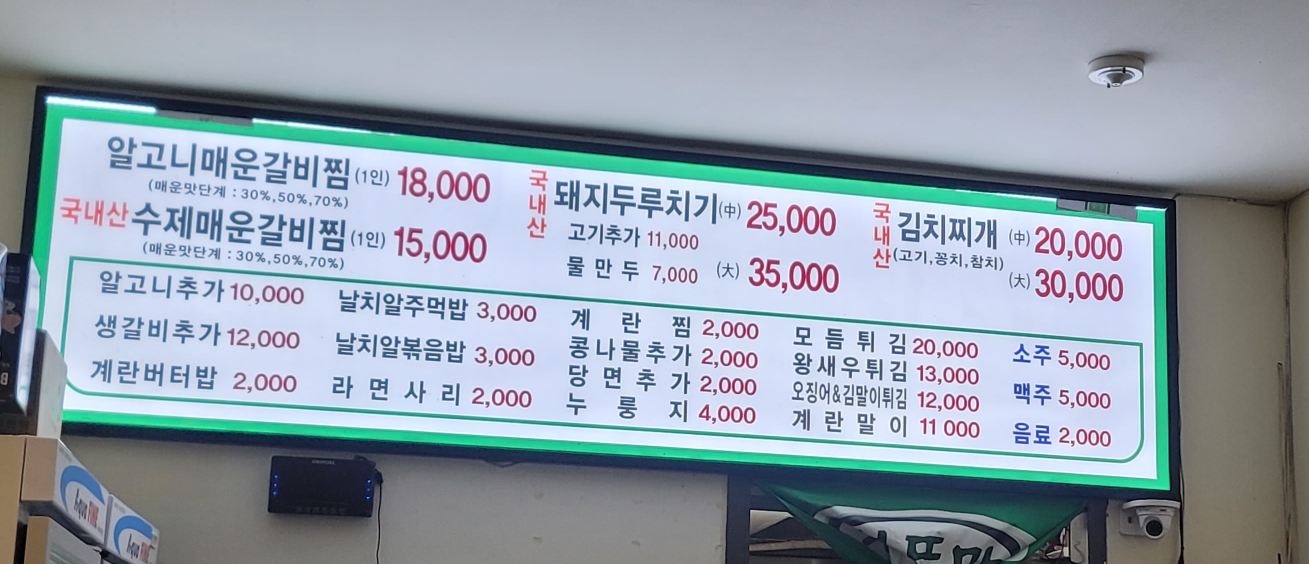 알고니매운갈비찜(1인) 18,000
(매운맛단계 : 30%,50%,70%)
국내산 수제매운갈비찜(1인) 15,000
(매운맛단계 : 30%,50%,70%)
국내산 돼지두루치기(中) 25,000
고기추가 11,000
물만두 7,000 (大) 35,000
국내산 김치찌개 (中) 20,000
(고기,꽁치,참치)
(大) 30,000
알고니추가 10,000
생갈비추가 12,000
계란버터밥 2,000
날치알주먹밥 3,000
날치알볶음밥 3,000
라면사리 2,000
계란찜 2,000
콩나물추가 2,000
당면추가 2,000
누룽지 4,000
모듬튀김 20,000
왕새우튀김 13,000
오징어&김말이튀김 12,000
계란말이 11 000
소주 5,000
맥주 5,000
음료 2,000
Aqua FINE
Aqua FINE